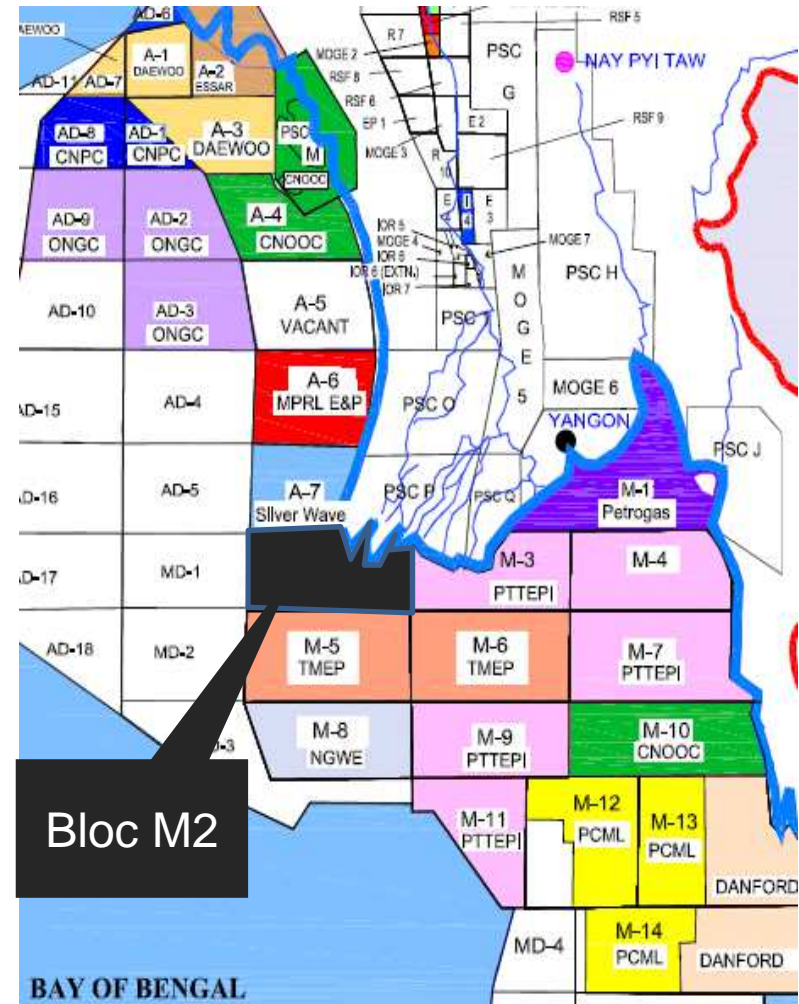 AD-6
R 7
RSF 5
EWOO
A-1
DAEWOO
A-2
ESSAR
MOGE 2
PSC
G
NAY PYI TAW
AD-11
AD-7
RSF 8
RSF 6
EP 1
E 2
RSF 9
AD-8
CNPC
AD-1
CNPC
A-3
DAEWOO
PSC
M
CNOOC
MOGE 3
R
10
AD-9
ONGC
AD-2
ONGC
A-4
CNOOC
E
4
I
4
E
3
IOR 5
MOGE 4
IOR 6 (EXTN.)
IOR 7
MOGE 7
AD-10
AD-3
ONGC
A-5
VACANT
PSC
M
O
G
E
5
PSC H
AD-15
AD-4
A-6
MPRL E&P
PSC O
MOGE 6
YANGON
PSC J
AD-16
AD-5
A-7
Silver Wave
PSC P
PSC Q
M-1
Petrogas
AD-17
MD-1
M-3
PTTEPI
M-4
AD-18
MD-2
M-5
TMEP
M-6
TMEP
M-7
PTTEPI
-3
M-8
NGWE
M-9
PTTEPI
M-10
CNOOC
Bloc M2
M-11
PTTEPI
M-12
PCML
M-13
PCML
DANFORD
MD-4
M-14
PCML
DANFORD
BAY OF BENGAL